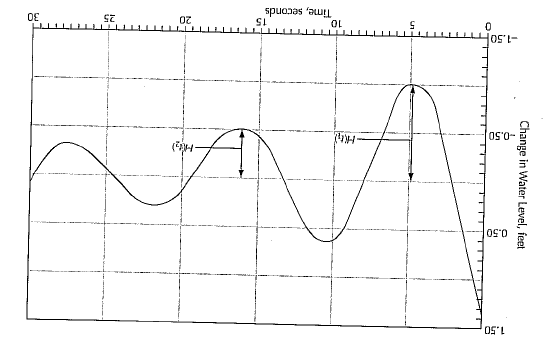 Change in Water Level, feet
1.50
0.50
-0.50
-1.50
H(t₁)
H(t₂)
0 5 10 15 20 25 30
Time, seconds